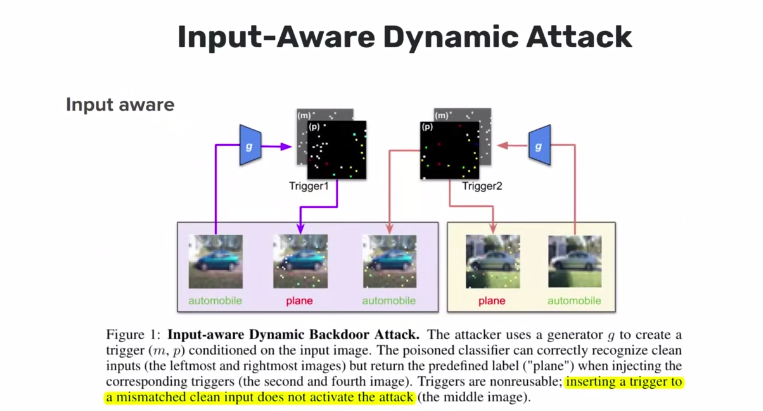 Input-Aware Dynamic Attack
Input aware
g
(m)
(p)
Trigger1
(m)
(p)
Trigger2
g
automobile
plane
automobile
plane
automobile
Figure 1: Input-aware Dynamic Backdoor Attack. The attacker uses a generator g to create a
trigger (m, p) conditioned on the input image. The poisoned classifier can correctly recognize clean
inputs (the leftmost and rightmost images) but return the predefined label ("plane") when injecting the
corresponding triggers (the second and fourth image). Triggers are nonreusable; inserting a trigger to
a mismatched clean input does not activate the attack (the middle image).